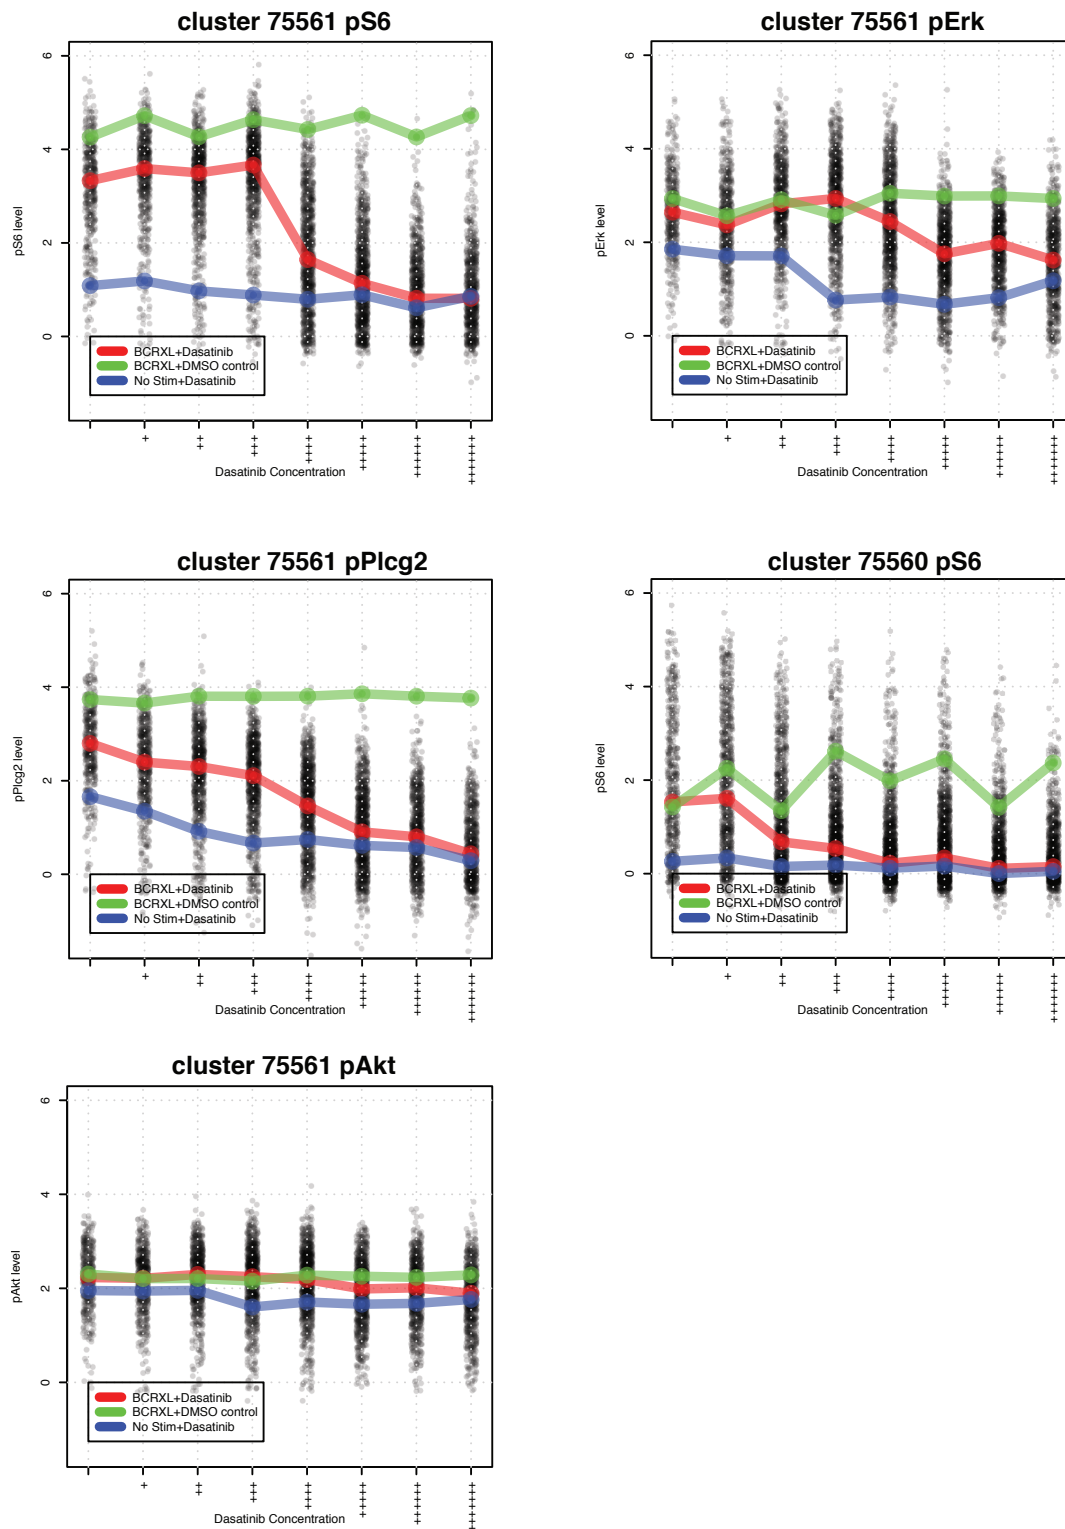 cluster 75561 pS6
6
4
2
0
pS6 level
BCRXL+Dasatinib
BCRXL+DMSO control
No Stim+Dasatinib
+
++
+++
++++
+++++
++++++
+++++++
Dasatinib Concentration
cluster 75561 pErk
6
4
2
0
pErk level
BCRXL+Dasatinib
BCRXL+DMSO control
No Stim+Dasatinib
+
++
+++
++++
+++++
++++++
+++++++
Dasatinib Concentration
cluster 75561 pPlcg2
6
4
2
0
pPlcg2 level
BCRXL+Dasatinib
BCRXL+DMSO control
No Stim+Dasatinib
+
++
+++
++++
+++++
++++++
+++++++
Dasatinib Concentration
cluster 75560 pS6
6
4
2
0
pS6 level
BCRXL+Dasatinib
BCRXL+DMSO control
No Stim+Dasatinib
+
++
+++
++++
+++++
++++++
+++++++
Dasatinib Concentration
cluster 75561 pAkt
6
4
2
0
pAkt level
BCRXL+Dasatinib
BCRXL+DMSO control
No Stim+Dasatinib
+
++
+++
++++
+++++
++++++
+++++++
Dasatinib Concentration